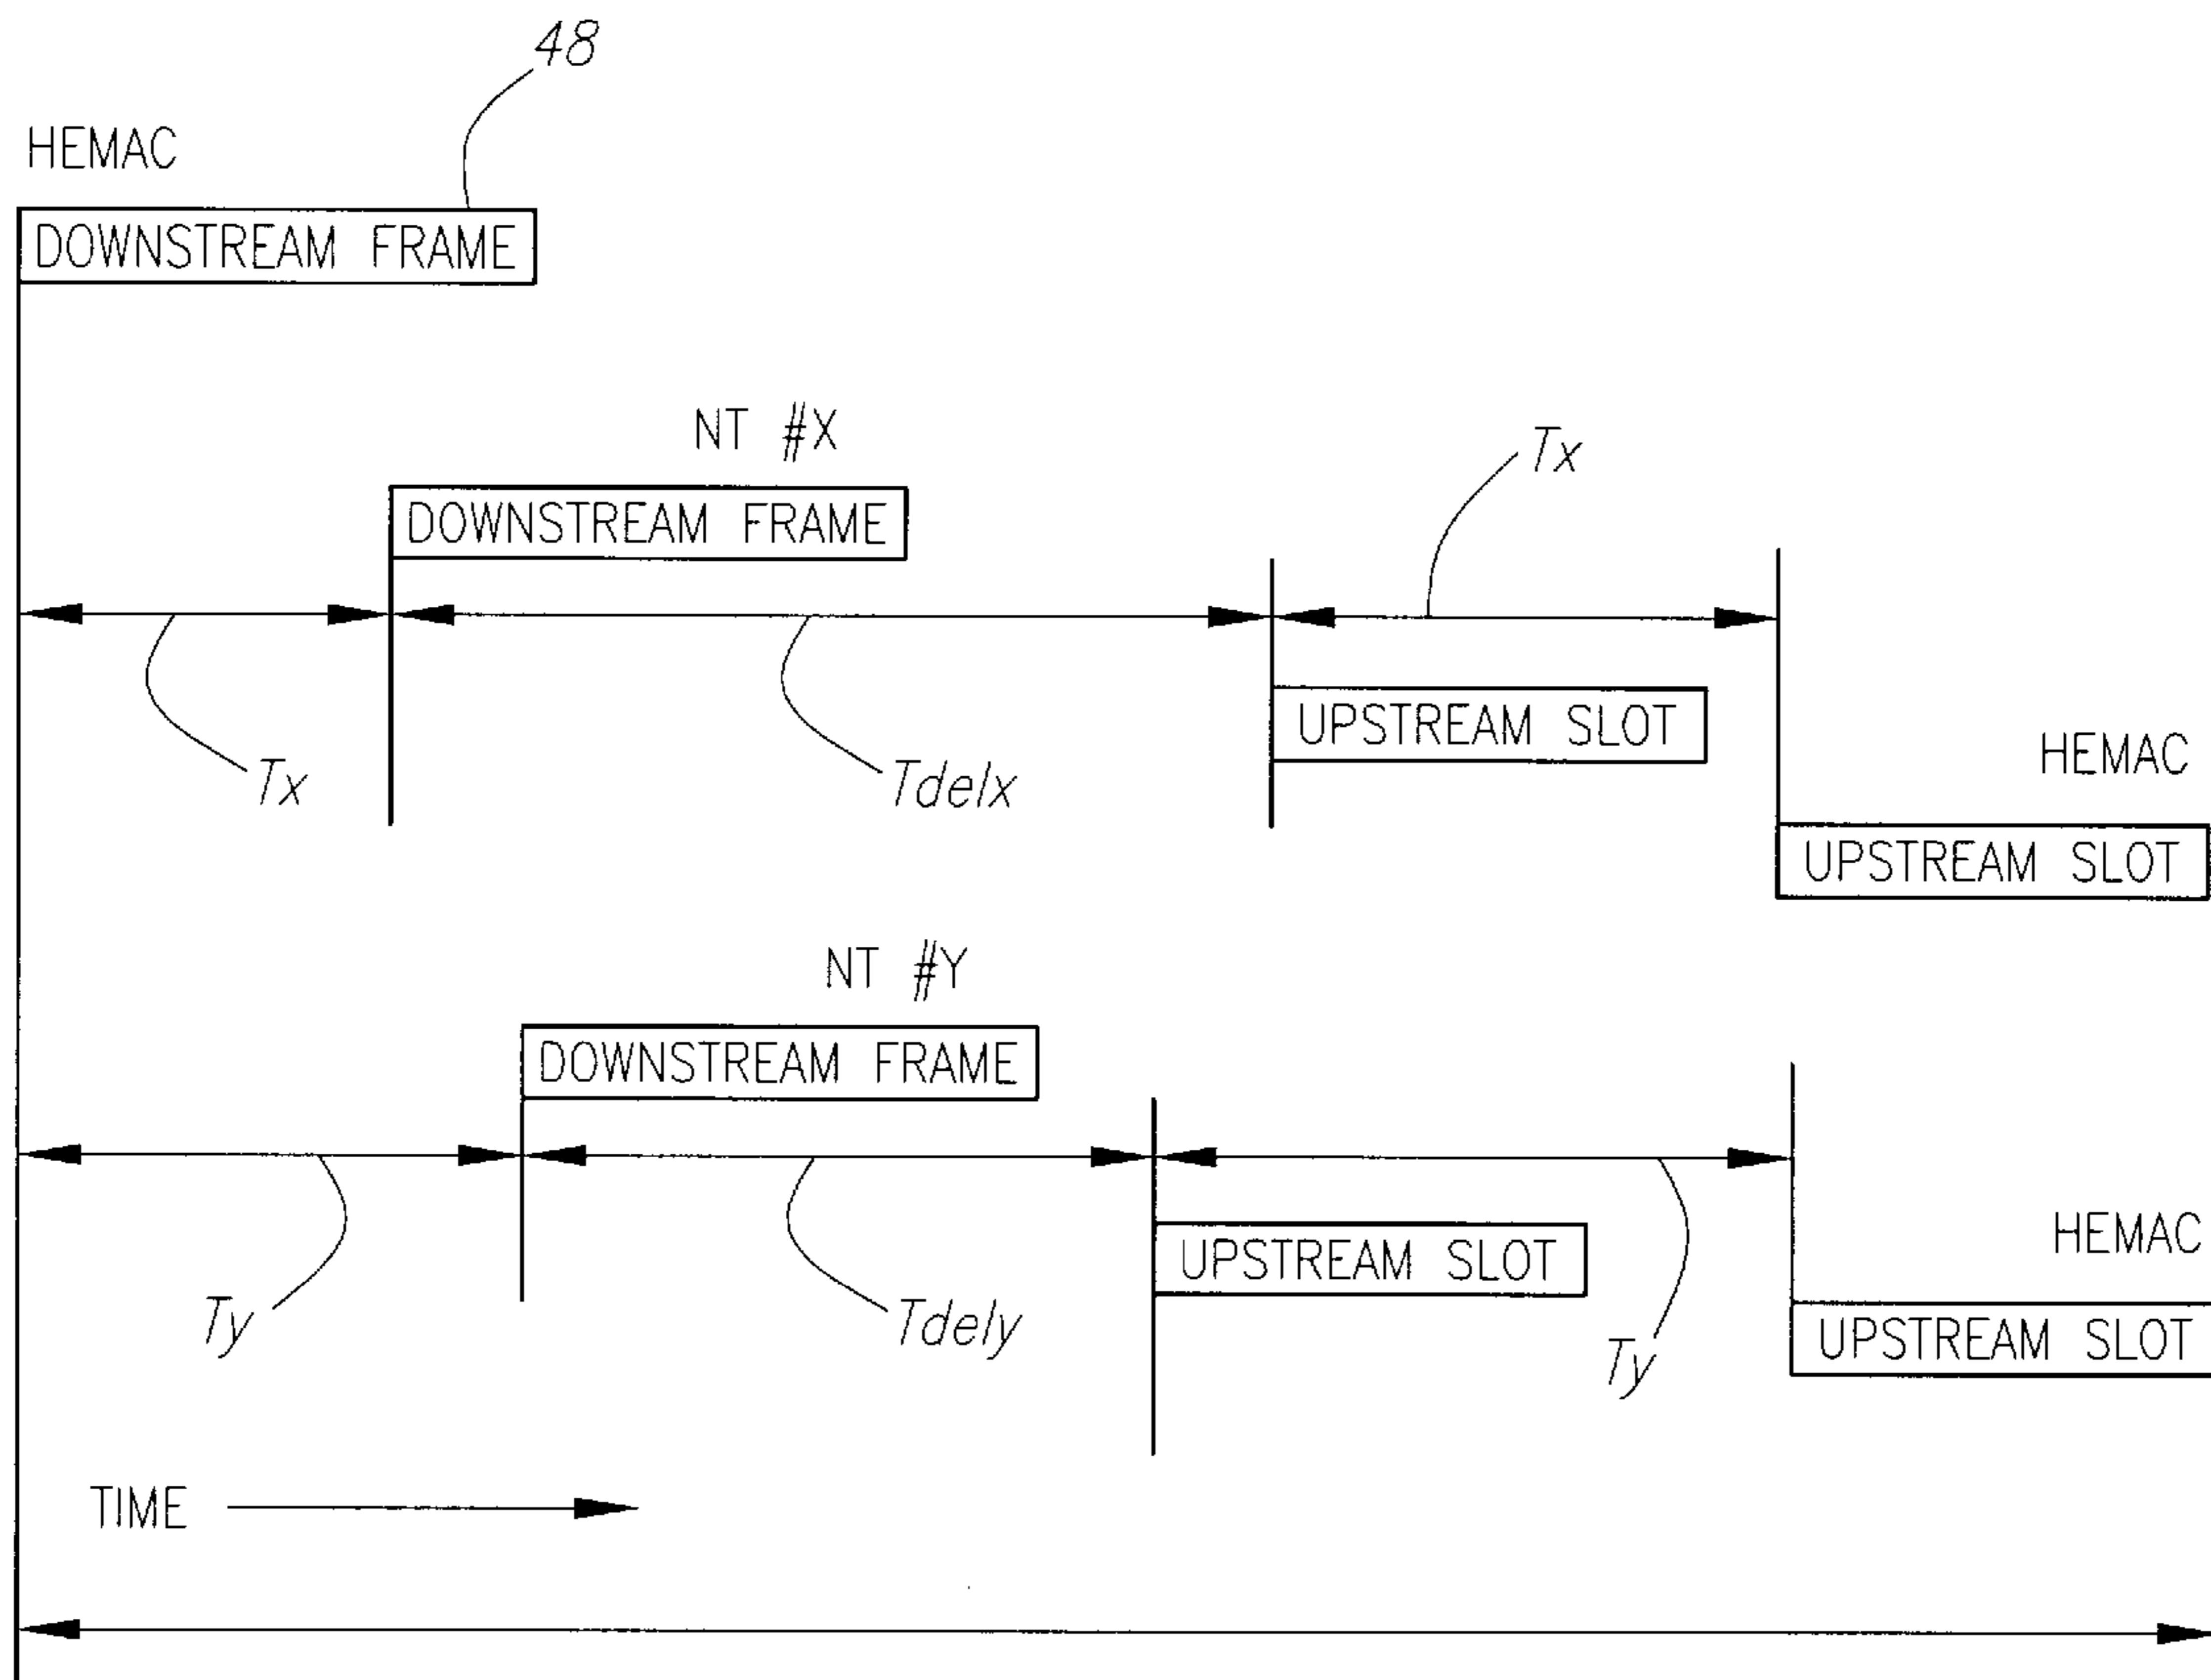 48
HEMAC
DOWNSTREAM FRAME
NT #X
Tx
DOWNSTREAM FRAME
Tx
Tdelx
UPSTREAM SLOT
HEMAC
UPSTREAM SLOT
NT #Y
DOWNSTREAM FRAME
Ty
Tdely
UPSTREAM SLOT
Ty
HEMAC
UPSTREAM SLOT
TIME